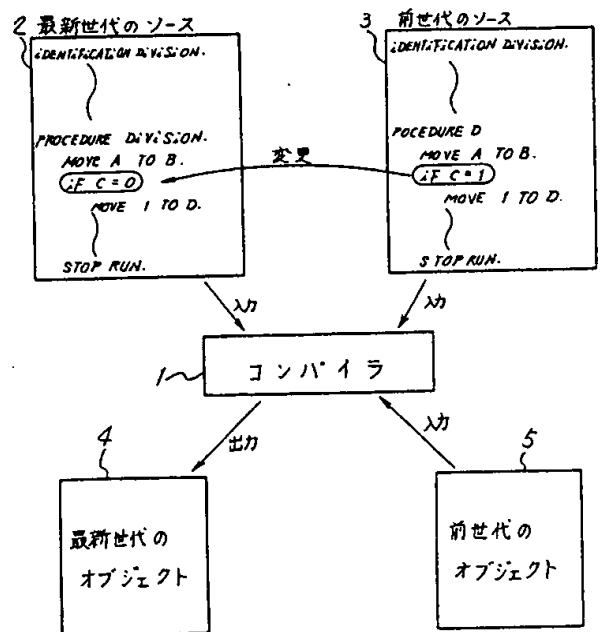 2 最新世代のソース
iDENTiFiCATiON DiViSiON.
PROCEDURE DiViSiON.
MOVE A TO B.
iF C = 0
MOVE 1 TO D.
STOP RUN.
3 前世代のソース
iDENTiFiCATiON DiViSiON.
POCEDURE D
MOVE A TO B.
iF C = 1
MOVE 1 TO D.
STOP RUN.
変更
入力
入力
1
コンパイラ
出力
入力
4
最新世代の
オブジェクト
5
前世代の
オブジェクト